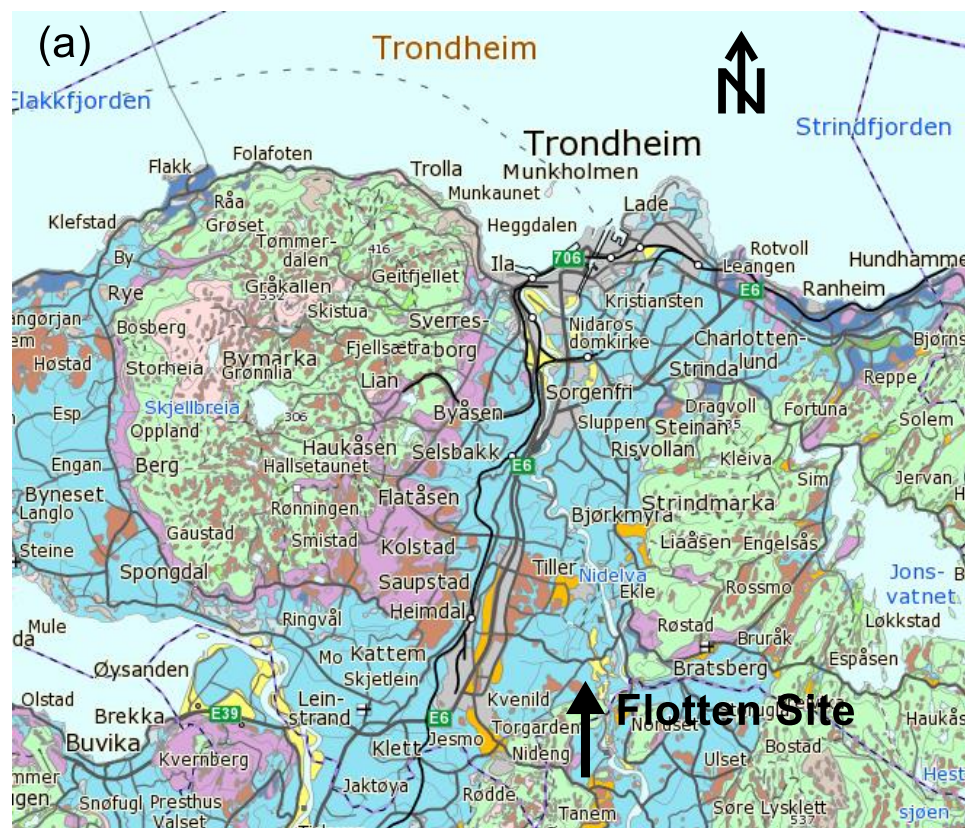 (a)
Trondheim
N
Flakkfjorden
Strindfjorden
Trondheim
Munkholmen
Folafoten
Flakk
Trolla
Munkaunet
Lade
Råa
Klefstad
Grøset
Heggdalen
Tømmer-
dalen
416
Rotvoll
By
Ila
706
Leangen
Hundhamme
Geitfjellet
Gråkallen
552
Rye
E6
Ranheim
Skistua
Kristiansten
Sverres-
borg
Bosberg
Nidaros
domkirke
Charlotten-
lund
Bjørns
Høstad
Bymarka
Fjellsætra
Storheia
Grønnlia
Strinda
Lian
Reppe
Sorgenfri
Esp
Skjellbreia
306
Byåsen
Dragvoll
Fortuna
Oppland
Sluppen
Steinan
Solem
Haukåsen
Selsbakk
Risvollan
Engan
Berg
Hallsetaunet
E6
Kleiva
Sim
Jervan
Byneset
Flatåsen
Langlo
Rønningen
Strindmarka
Bjørkmyra
Gaustad
Smistad
Kolstad
Liaåsen
Engelsås
Steine
Tiller
Nidelva
Jons-
vatnet
Spongdal
Saupstad
Ekle
Rossmo
Heimdal
Ringvål
Løkkstad
Mule
Røstad
Bruråk
Mo
Kattem
Espåsen
Øysanden
Bratsberg
Skjetlein
Olstad
Lein-
strand
Kvenild
Flotten Site
Brekka
E39
E6
Torgarden
Nordset
Haukås
Buvika
Klett
Jesmo
Nideng
Bostad
Kvernberg
Ulset
Jaktøya
Hest
sjøen
Rødde
Snøfugl
Presthus
Tanem
Søre Lysklett
Valset
537